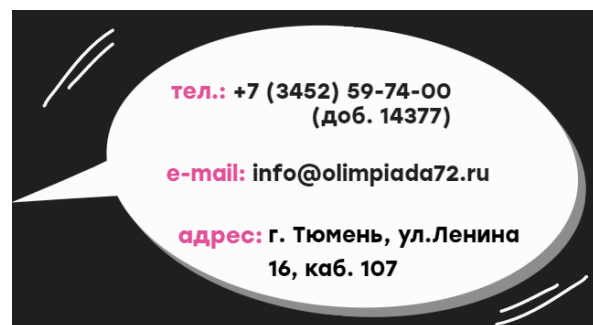 тел.: +7 (3452) 59-74-00
(доб. 14377)
e-mail: info@olimpiada72.ru
адрес: г. Тюмень, ул.Ленина
16, каб. 107